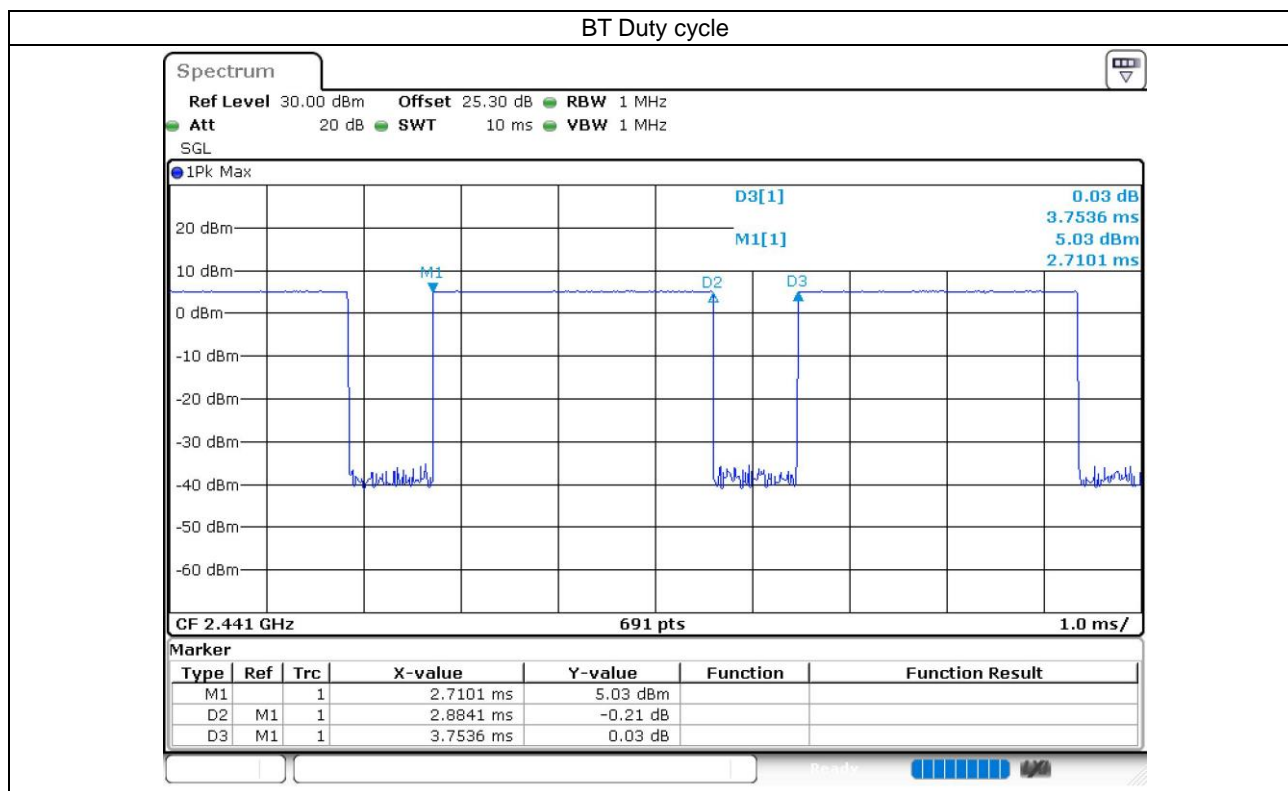 BT Duty cycle
Spectrum
Ref Level 30.00 dBm Offset 25.30 dB RBW 1 MHz
Att 20 dB SWT 10 ms VBW 1 MHz
SGL
1Pk Max
D3[1] 0.03 dB
3.7536 ms
20 dBm
M1[1] 5.03 dBm
2.7101 ms
10 dBm
M1
D2
D3
0 dBm
-10 dBm
-20 dBm
-30 dBm
-40 dBm
-50 dBm
-60 dBm
CF 2.441 GHz 691 pts 1.0 ms/
Marker
Type Ref Trc X-value Y-value Function Function Result
M1 1 2.7101 ms 5.03 dBm
D2 M1 1 2.8841 ms -0.21 dB
D3 M1 1 3.7536 ms 0.03 dB
Ready